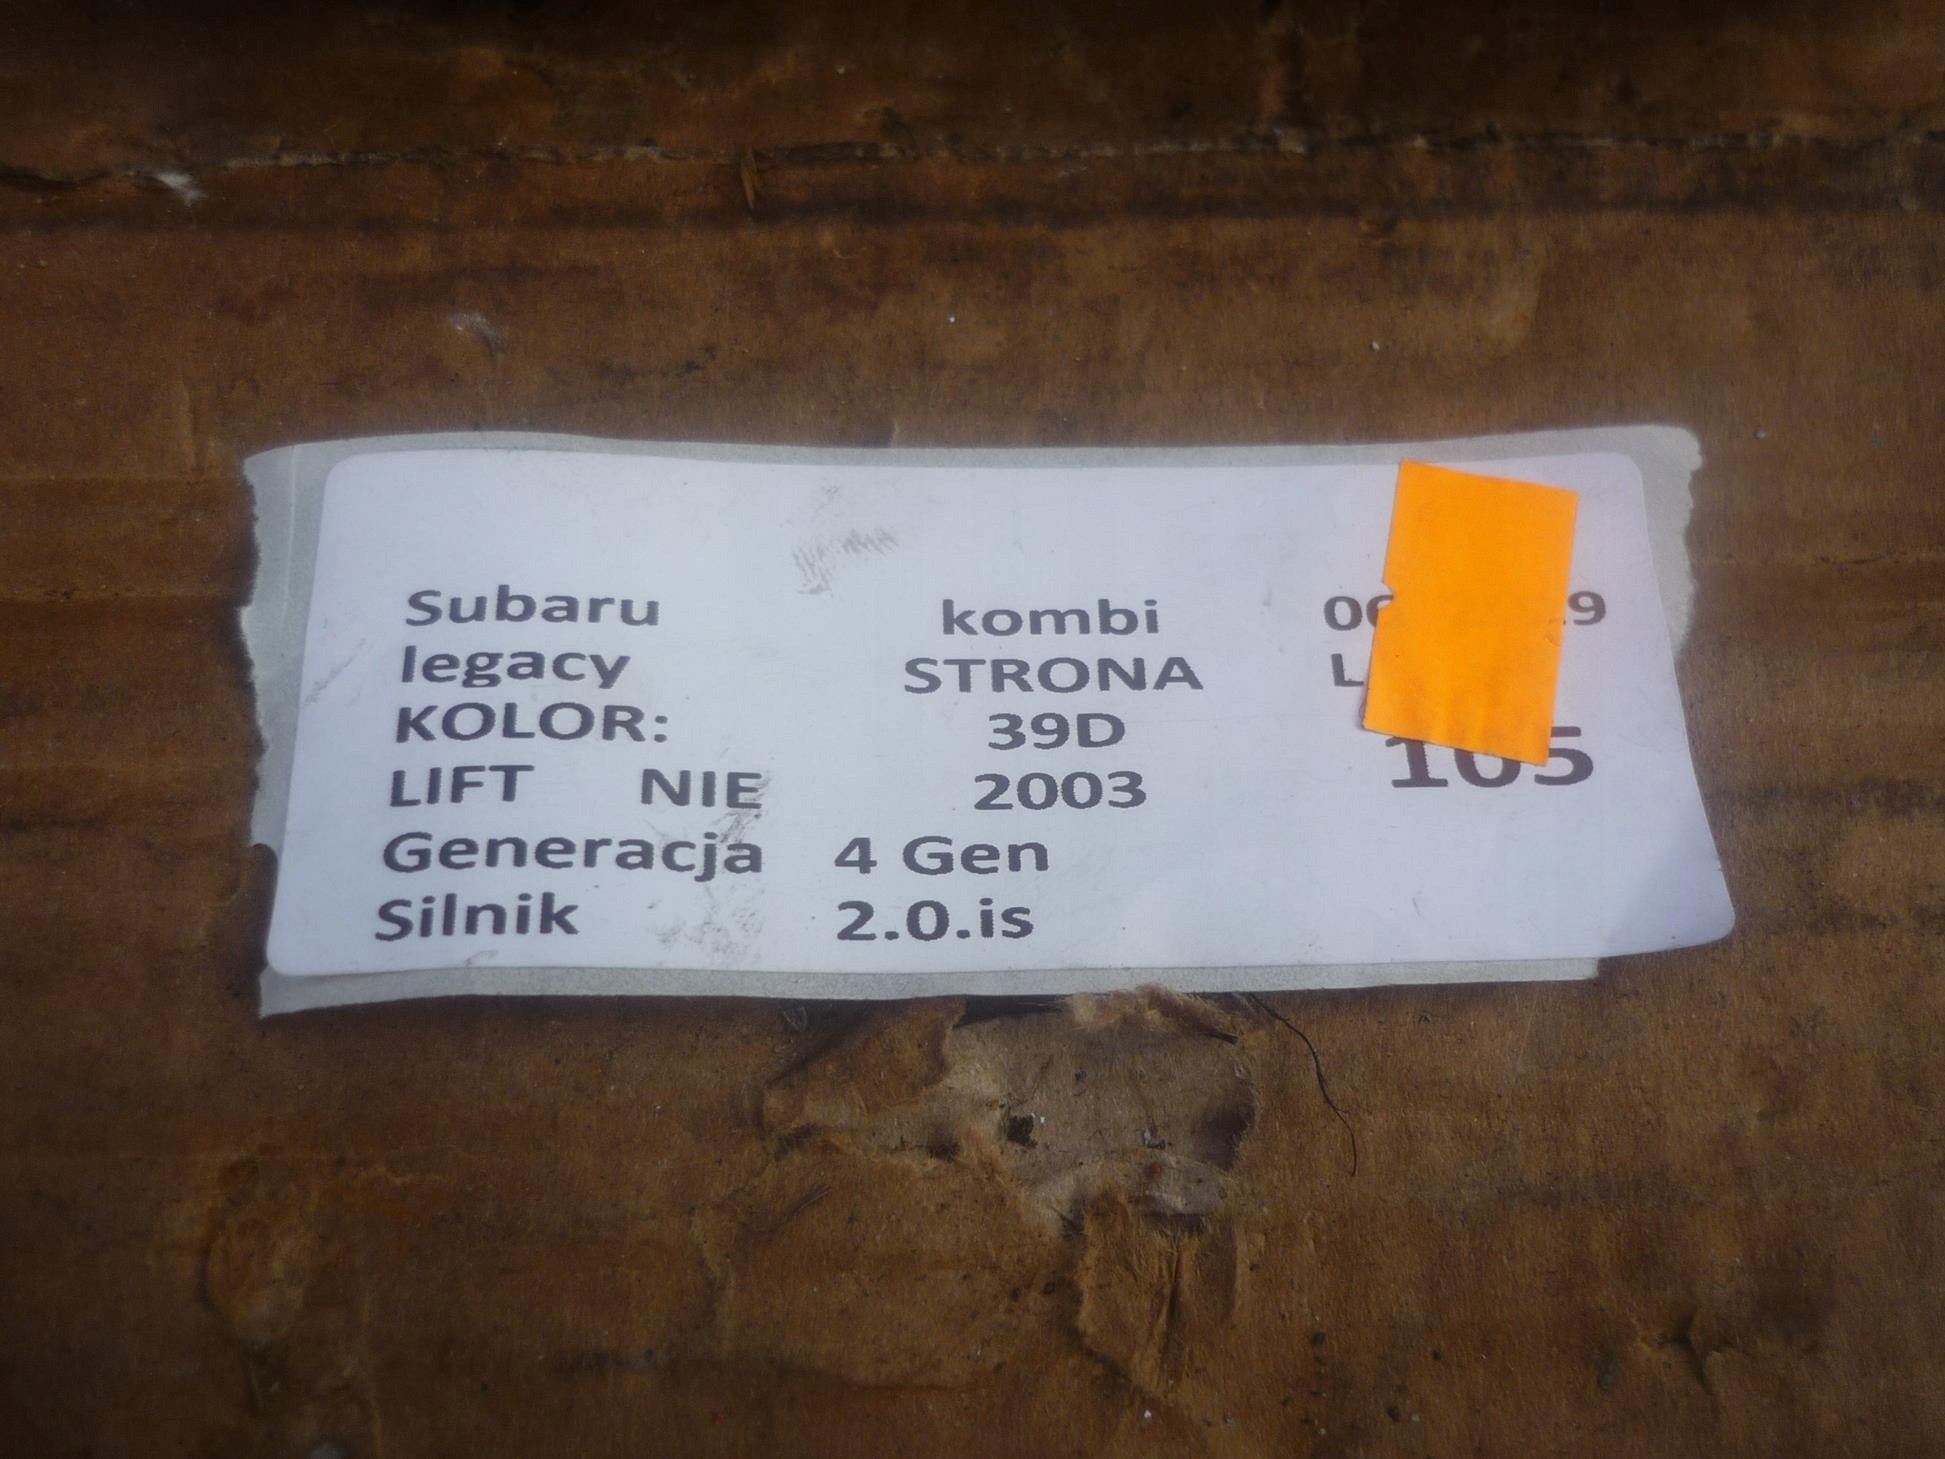 Subaru kombi
legacy STRONA
KOLOR: 39D
LIFT NIE 2003 105
Generacja 4 Gen
Silnik 2.0.is